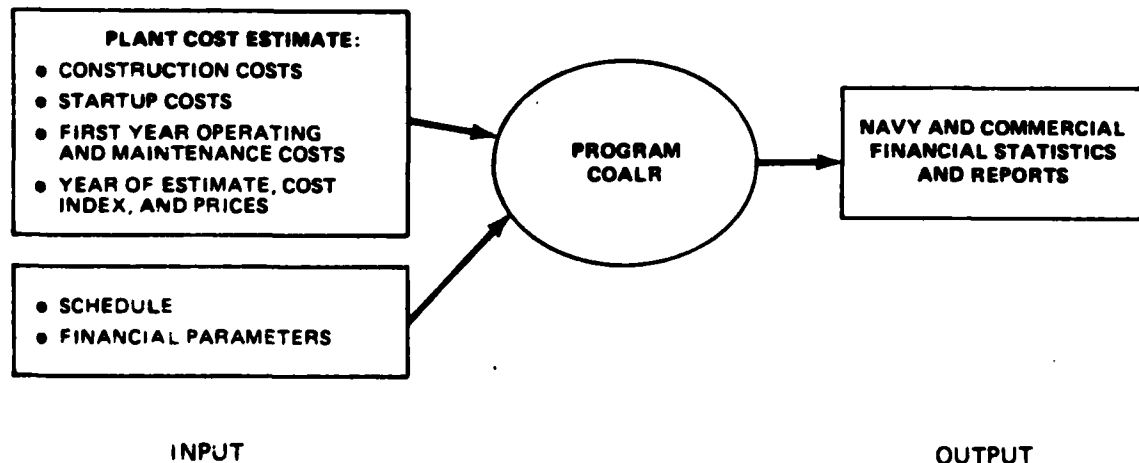 PLANT COST ESTIMATE:
● CONSTRUCTION COSTS
● STARTUP COSTS
● FIRST YEAR OPERATING
AND MAINTENANCE COSTS
● YEAR OF ESTIMATE, COST
INDEX, AND PRICES
● SCHEDULE
● FINANCIAL PARAMETERS
PROGRAM
COALR
NAVY AND COMMERCIAL
FINANCIAL STATISTICS
AND REPORTS
INPUT
OUTPUT